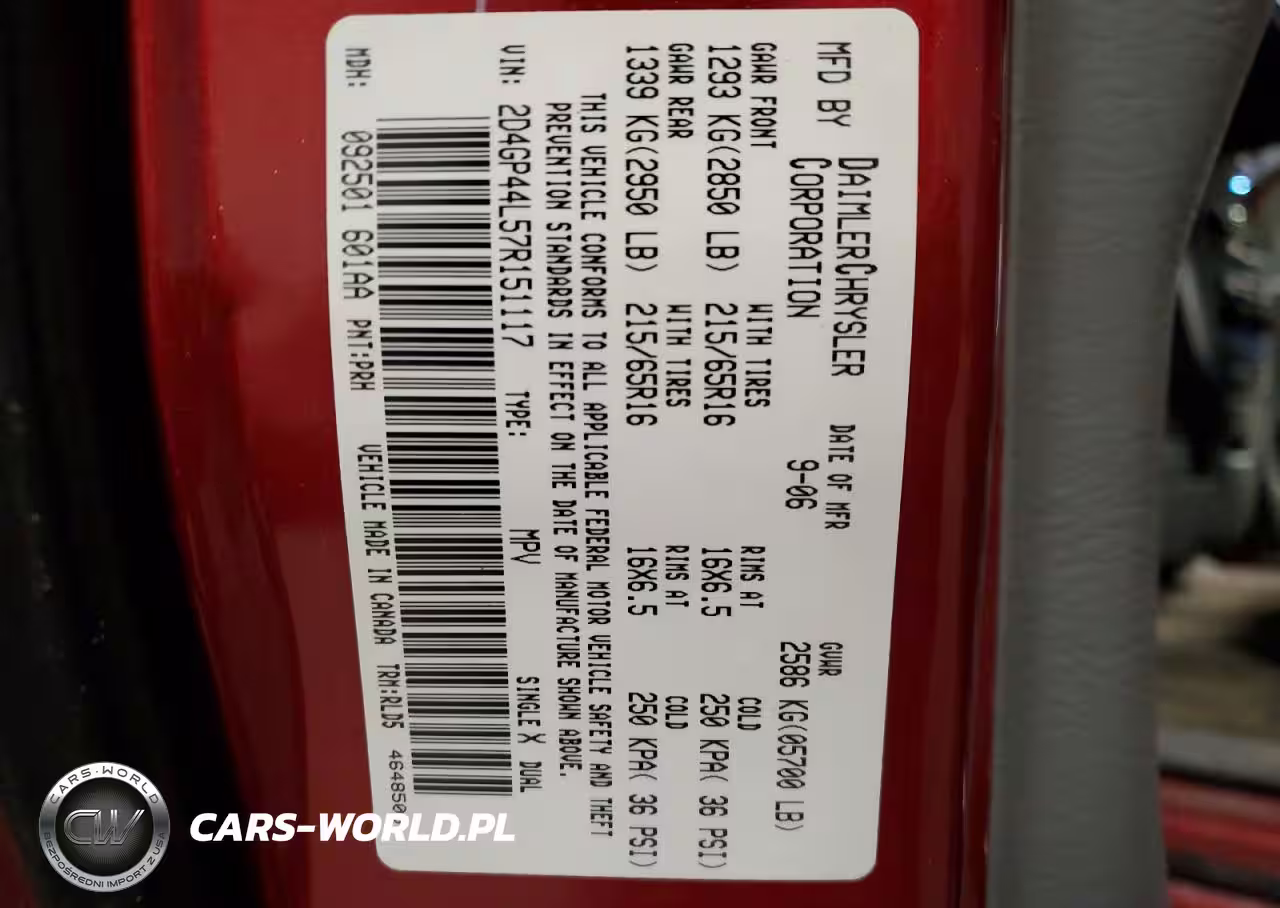 MFD BY DAIMLERCHRYSLER DATE OF MFR GVWR
CORPORATION 9-06 2586 KG(05700 LB)
GAWR FRONT WITH TIRES RIMS AT COLD
1293 KG(2850 LB) 215/65R16 16X6.5 250 KPA( 36 PSI)
GAWR REAR WITH TIRES RIMS AT COLD
1339 KG(2950 LB) 215/65R16 16X6.5 250 KPA( 36 PSI)
THIS VEHICLE CONFORMS TO ALL APPLICABLE FEDERAL MOTOR VEHICLE SAFETY AND THEFT
PREVENTION STANDARDS IN EFFECT ON THE DATE OF MANUFACTURE SHOWN ABOVE.
VIN: 2D4GP44L57R151117 TYPE: MPV SINGLE X DUAL
MDH: 092501 601AA PNT:PRH VEHICLE MADE IN CANADA TRM:RLD5 464850
CARS-WORLD
CW
BEZPOŚREDNI IMPORT Z USA
CARS-WORLD.PL